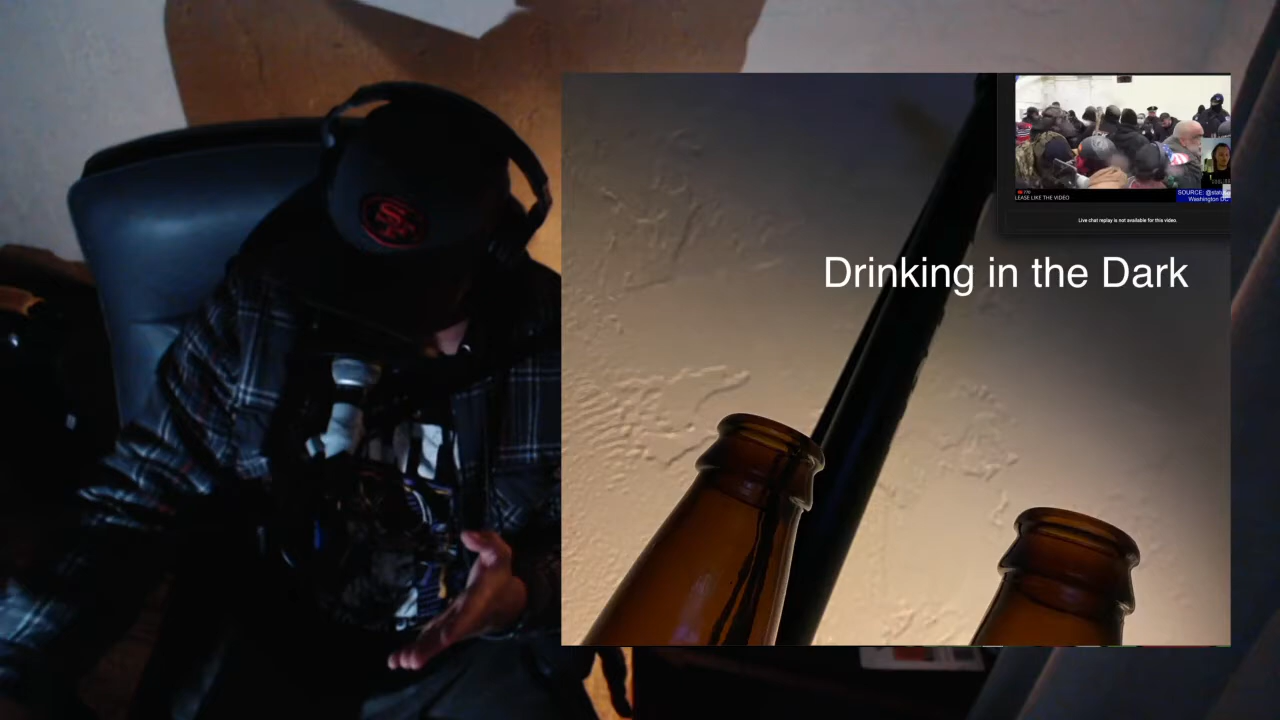 SF
LEASE LIKE THE VIDEO
SOURCE: @stat
Washington DC
Live chat replay is not available for this video.
Drinking in the Dark